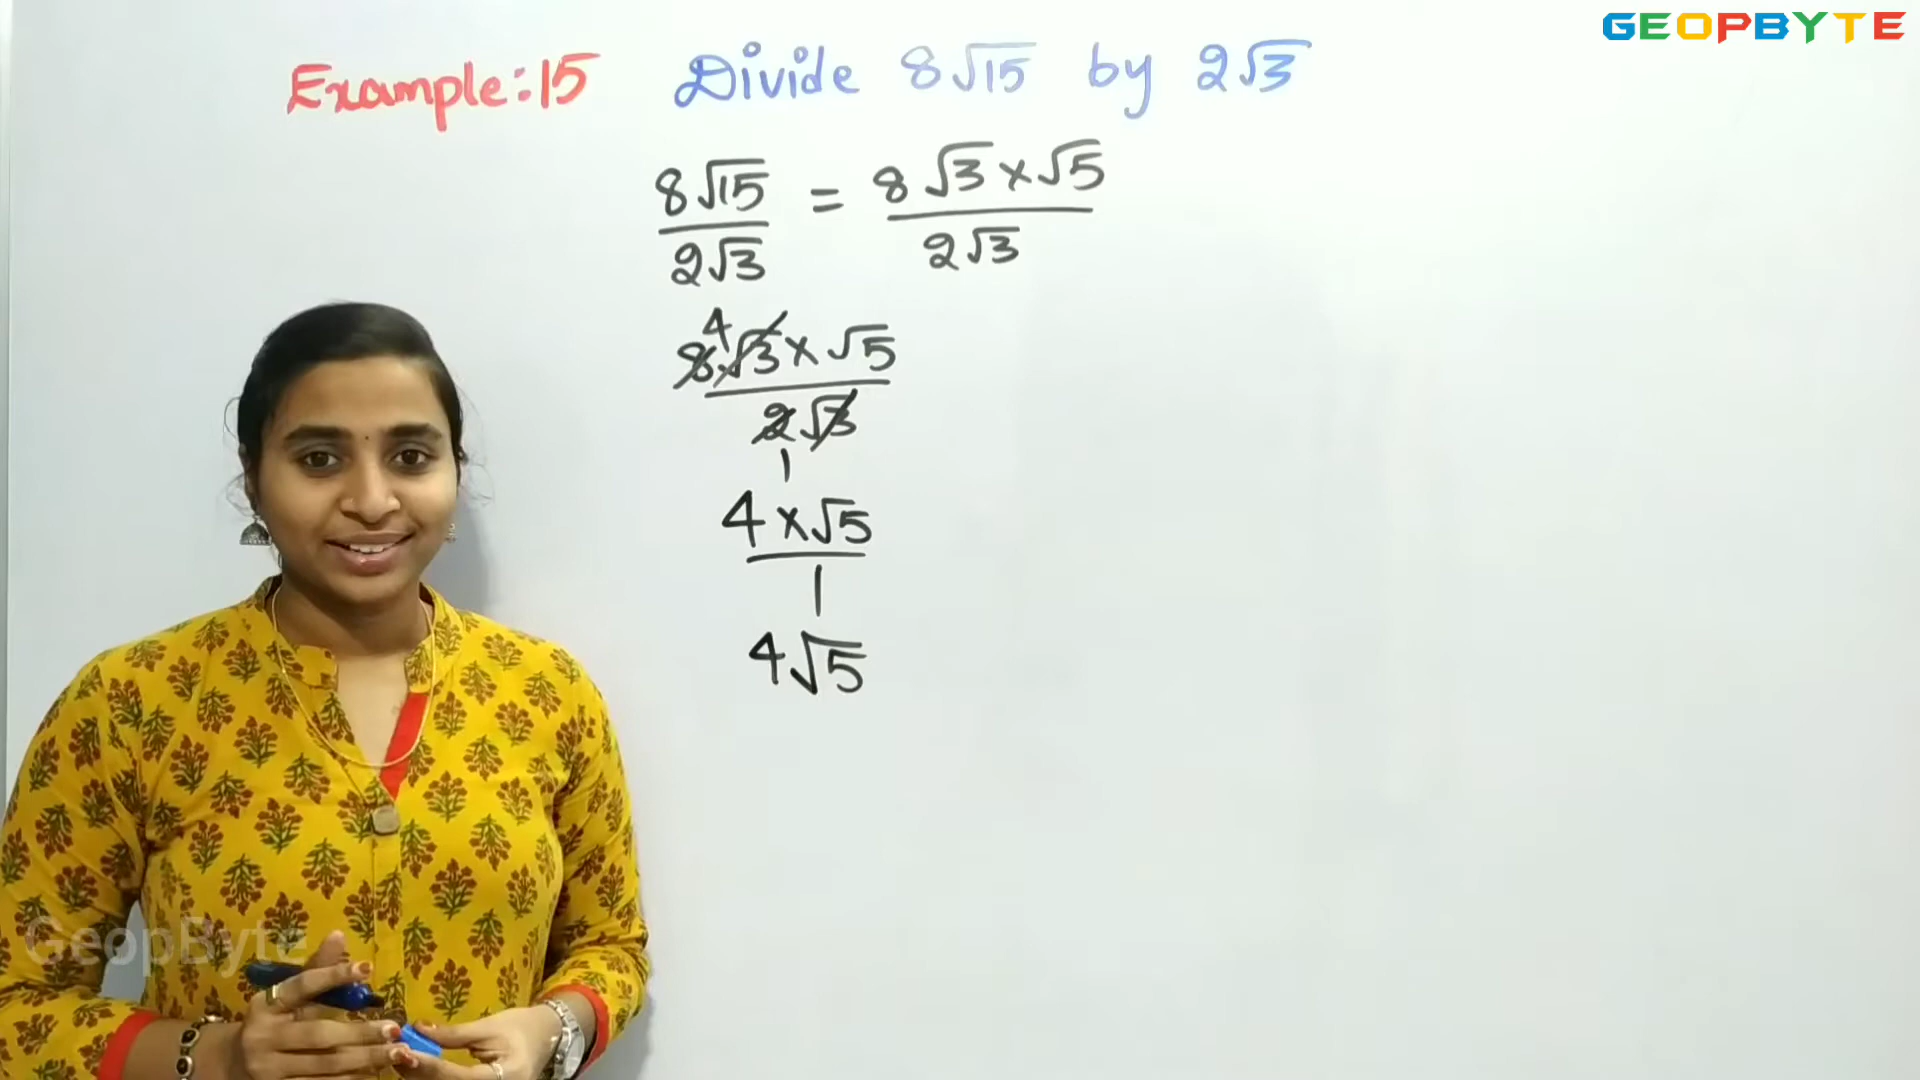 GEOPBYTE
Example:15 Divide 8√15 by 2√3
8√15 = 8 √3 x √5
2√3 2√3
4
8 √3 x √5
2 √3
1
4 x √5
1
4√5
GeopByte